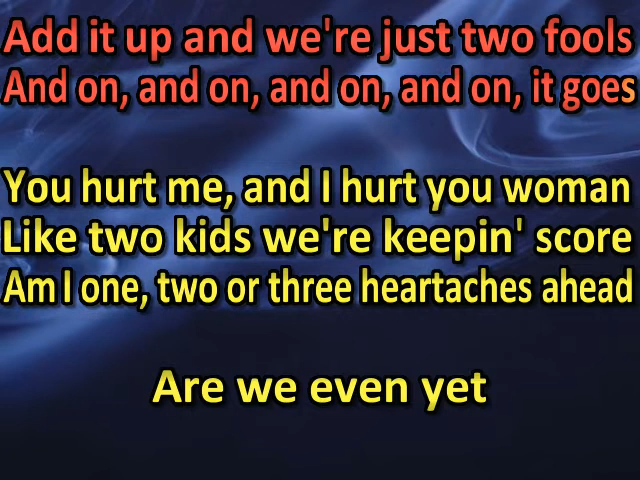 Add it up and we're just two fools
And on, and on, and on, and on, it goes
You hurt me, and I hurt you woman
Like two kids we're keepin' score
Am I one, two or three heartaches ahead
Are we even yet